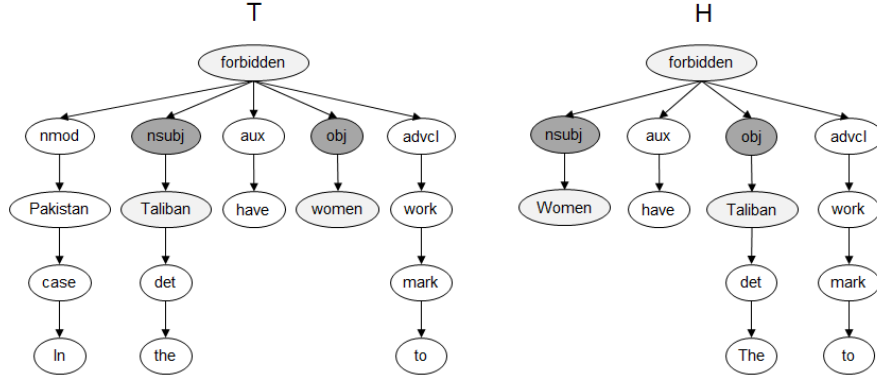 T H
forbidden forbidden
nmod nsubj aux obj advcl nsubj aux obj advcl
Pakistan Taliban have women work Women have Taliban work
case det mark det mark
In the to The to